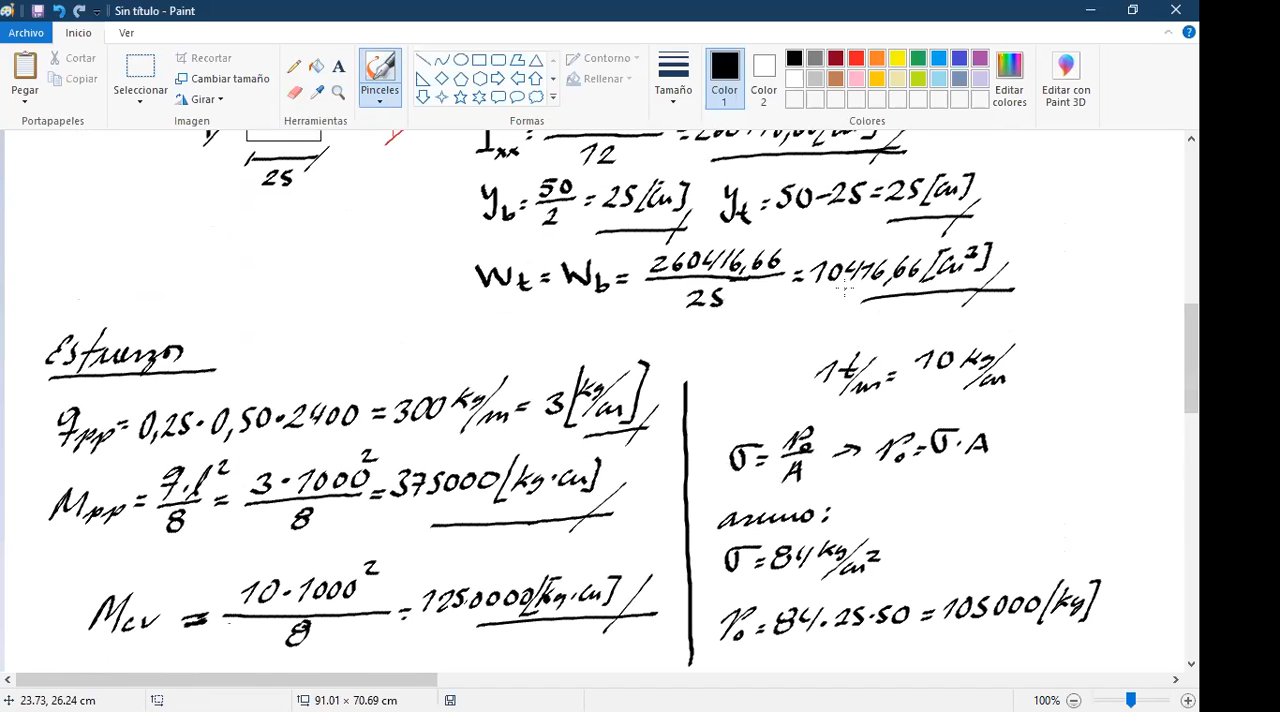 Sin título - Paint
Archivo Inicio Ver
Pegar Cortar Copiar Seleccionar Recortar Cambiar tamaño Girar Pinceles Contorno Rellenar Tamaño Color 1 Color 2 Editar colores Editar con Paint 3D
Portapapeles Imagen Herramientas Formas Colores
25
Ixx = 12
yb = 50/2 = 25 [cm] yt = 50-25 = 25 [cm]
Wt = Wb = 260416,66/25 = 10416,66 [cm³]
Esfuerzos
1 t/m = 10 kg/cm
qpp = 0,25·0,50·2400 = 300 kg/m = 3 [kg/cm]
σ = Po/A → Po = σ·A
Mpp = q·l²/8 = 3·1000²/8 = 375000 [kg·cm]
asumo:
σ = 84 kg/cm²
Mcv = 10·1000²/8 = 1250000 [kg·cm]
Po = 84·25·50 = 105000 [kg]
23.73, 26.24 cm 91.01 × 70.69 cm 100%